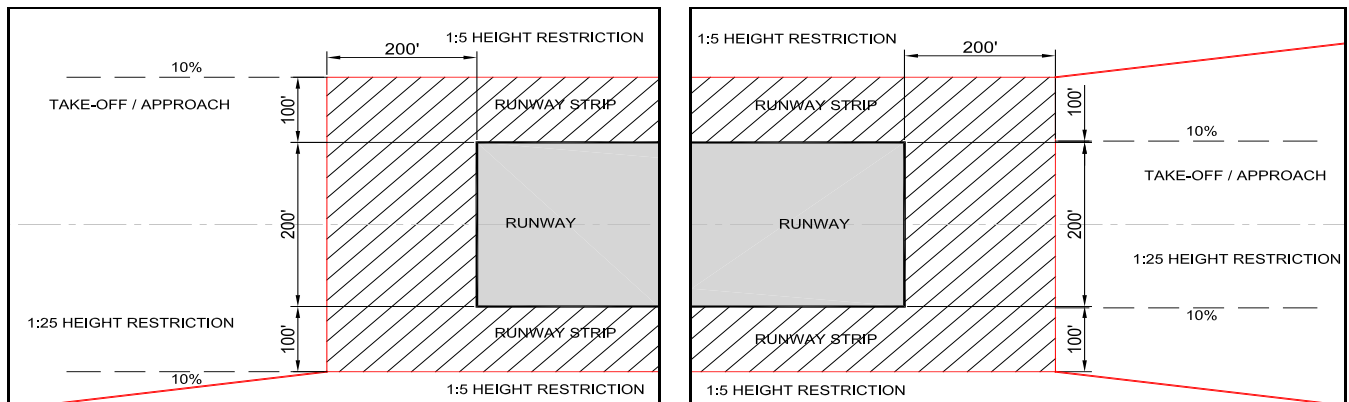 1:5 HEIGHT RESTRICTION
200'
10%
TAKE-OFF / APPROACH
100'
RUNWAY STRIP
200'
RUNWAY
1:25 HEIGHT RESTRICTION
100'
RUNWAY STRIP
10%
1:5 HEIGHT RESTRICTION
1:5 HEIGHT RESTRICTION
200'
RUNWAY STRIP
100'
10%
TAKE-OFF / APPROACH
RUNWAY
200'
1:25 HEIGHT RESTRICTION
10%
RUNWAY STRIP
100'
1:5 HEIGHT RESTRICTION